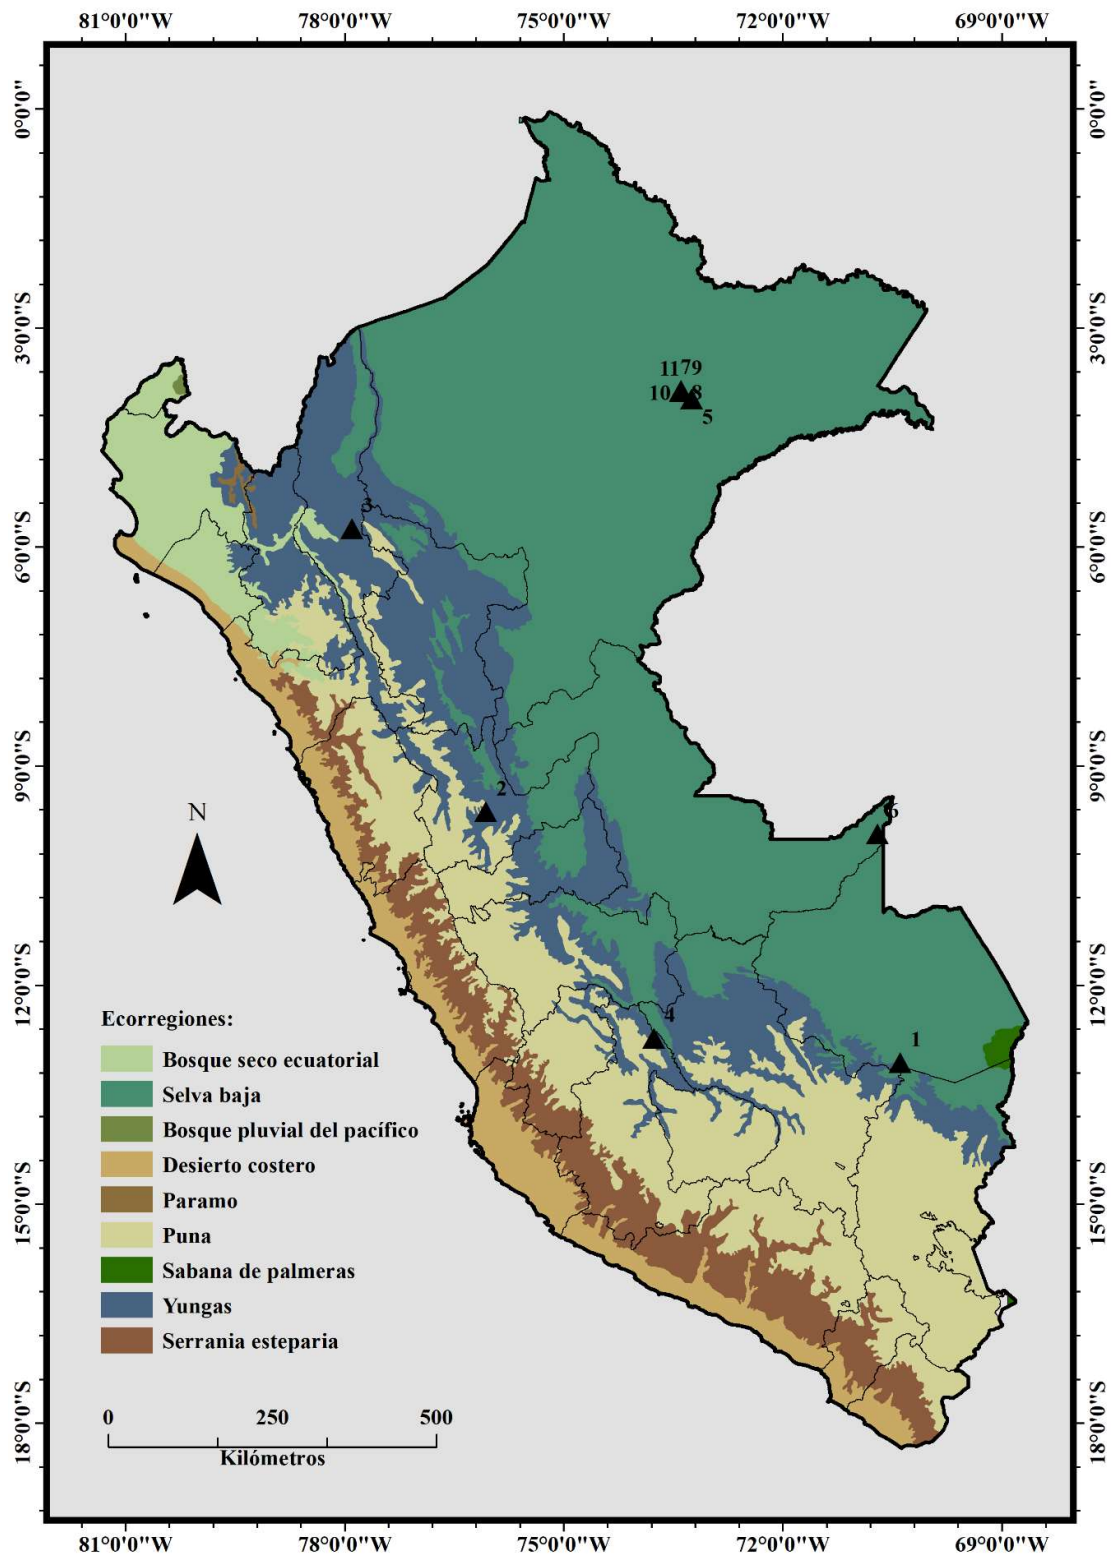 81°0'0"W 78°0'0"W 75°0'0"W 72°0'0"W 69°0'0"W
0°0'0" 0°0'0"
3°0'0"S 3°0'0"S
1179
10 8
5
3
6°0'0"S 6°0'0"S
9°0'0"S 9°0'0"S
2
6
N
12°0'0"S 12°0'0"S
4
1
Ecorregiones:
Bosque seco ecuatorial
Selva baja
Bosque pluvial del pacífico
Desierto costero
Paramo
Puna
Sabana de palmeras
Yungas
Serrania esteparia
15°0'0"S 15°0'0"S
0 250 500
Kilómetros
18°0'0"S 18°0'0"S
81°0'0"W 78°0'0"W 75°0'0"W 72°0'0"W 69°0'0"W